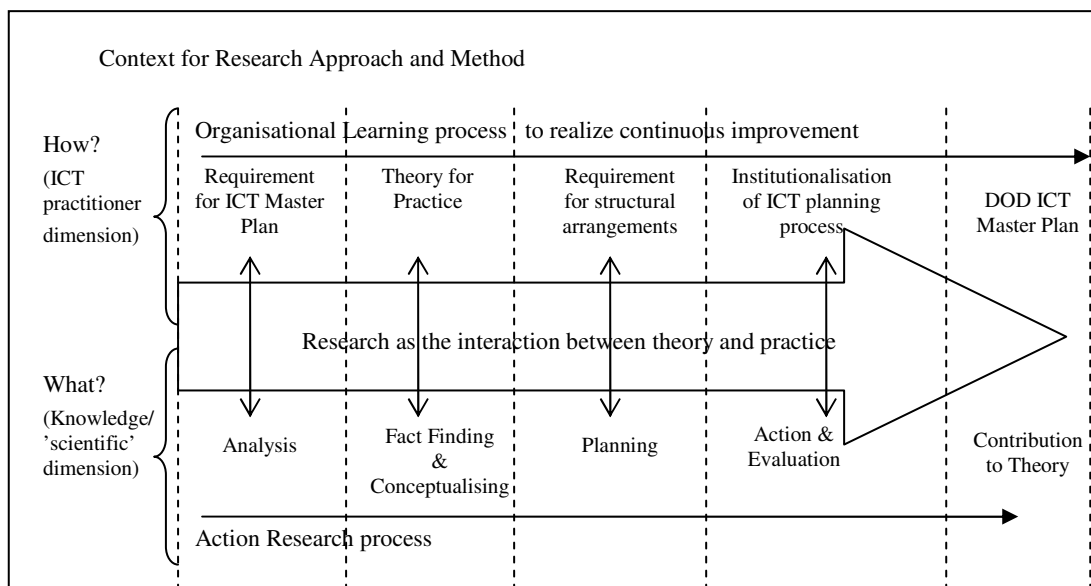 Context for Research Approach and Method
How?
(ICT
practitioner
dimension)
Organisational Learning process to realize continuous improvement
Requirement
for ICT Master
Plan
Theory for
Practice
Requirement
for structural
arrangements
Institutionalisation
of ICT planning
process
DOD ICT
Master Plan
Research as the interaction between theory and practice
What?
(Knowledge/
’scientific’
dimension)
Analysis
Fact Finding
&
Conceptualising
Planning
Action &
Evaluation
Contribution
to Theory
Action Research process